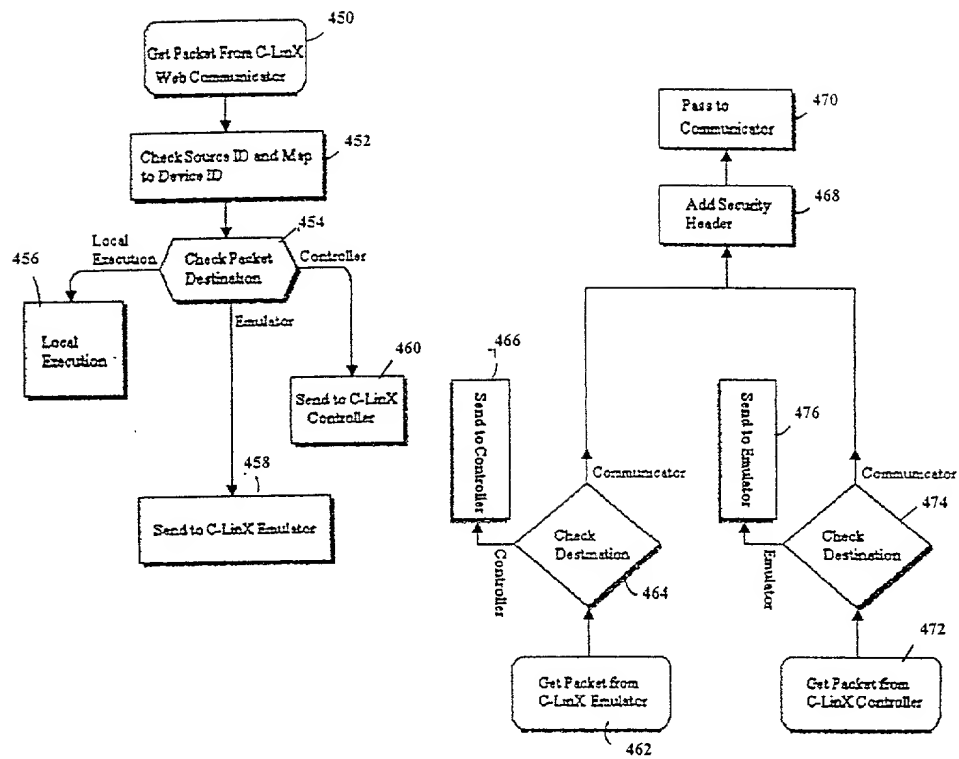 450
Get Packet From C-LinX
Web Communicator
452
Check Source ID and Map
to Device ID
454
Check Packet
Destination
Local
Execution
Controller
456
Local
Execution
Emulator
460
Send to C-LinX
Controller
458
Send to C-LinX Emulator
470
Pass to
Communicator
468
Add Security
Header
466
Send to Controller
476
Send to Emulator
Communicator
Communicator
474
Check
Destination
Controller
464
Check
Destination
Emulator
472
Get Packet from
C-LinX Emulator
462
Get Packet from
C-LinX Controller